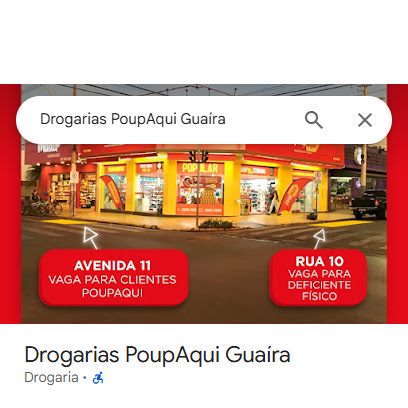 Drogarias PoupAqui Guaíra
POPULAR
AVENIDA 11
VAGA PARA CLIENTES
POUPAQUI
RUA 10
VAGA PARA
DEFICIENTE
FÍSICO
Drogarias PoupAqui Guaíra
Drogaria ·